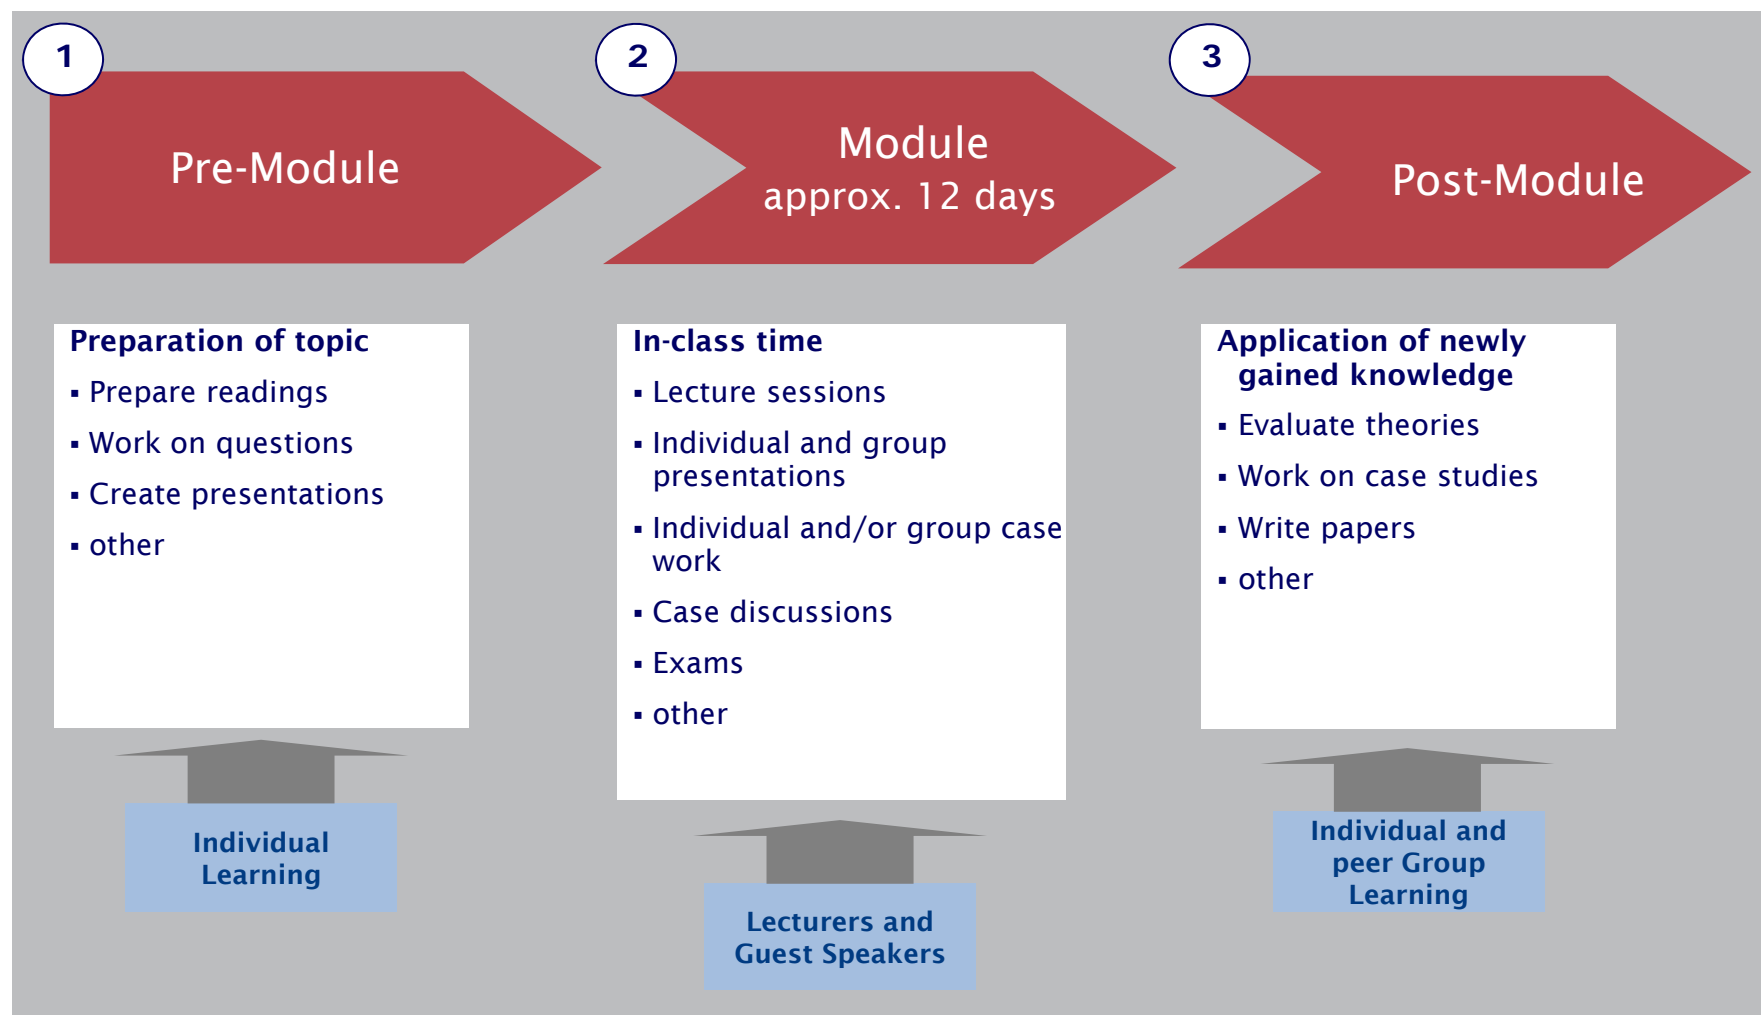 1
Pre-Module
2
Module
approx. 12 days
3
Post-Module
Preparation of topic
▪ Prepare readings
▪ Work on questions
▪ Create presentations
▪ other
In-class time
▪ Lecture sessions
▪ Individual and group
presentations
▪ Individual and/or group case
work
▪ Case discussions
▪ Exams
▪ other
Application of newly
gained knowledge
▪ Evaluate theories
▪ Work on case studies
▪ Write papers
▪ other
Individual
Learning
Lecturers and
Guest Speakers
Individual and
peer Group
Learning